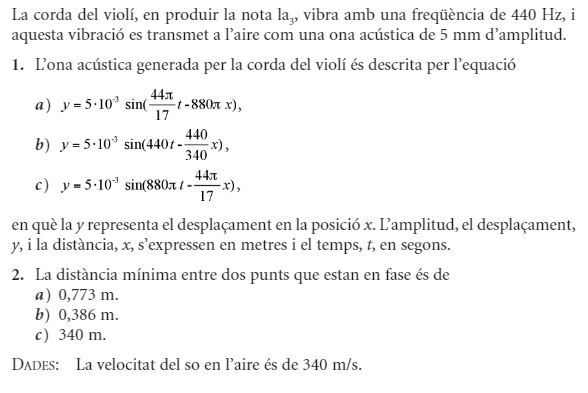 La corda del violí, en produir la nota la₃, vibra amb una freqüència de 440 Hz, i
aquesta vibració es transmet a l'aire com una ona acústica de 5 mm d'amplitud.
1. L'ona acústica generada per la corda del violí és descrita per l'equació
a) y = 5·10⁻³ sin(44π/17 t - 880π x),
b) y = 5·10⁻³ sin(440 t - 440/340 x),
c) y = 5·10⁻³ sin(880π t - 44π/17 x),
en què la y representa el desplaçament en la posició x. L'amplitud, el desplaçament,
y, i la distància, x, s'expressen en metres i el temps, t, en segons.
2. La distància mínima entre dos punts que estan en fase és de
a) 0,773 m.
b) 0,386 m.
c) 340 m.
DADES: La velocitat del so en l'aire és de 340 m/s.